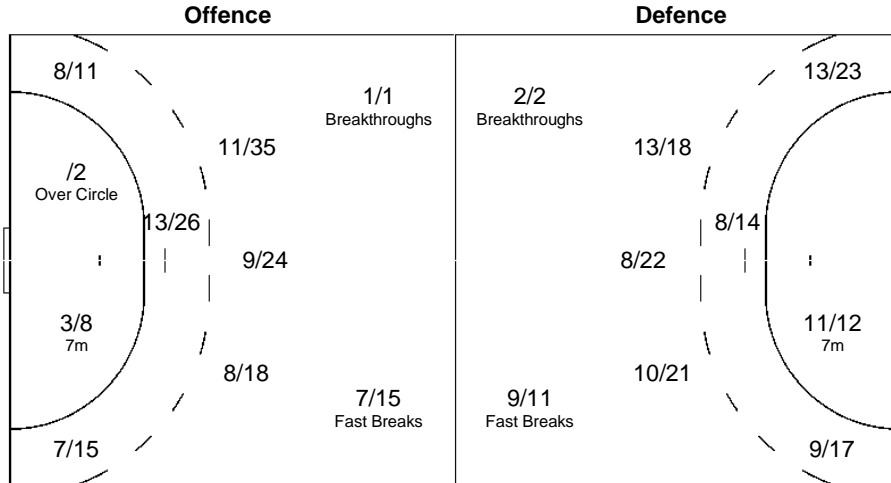 Offence
Defence
8/11
13/23
1/1
Breakthroughs
2/2
Breakthroughs
11/35
13/18
/2
Over Circle
13/26
8/14
9/24
8/22
3/8
7m
11/12
7m
8/18
10/21
7/15
Fast Breaks
9/11
Fast Breaks
7/15
9/17